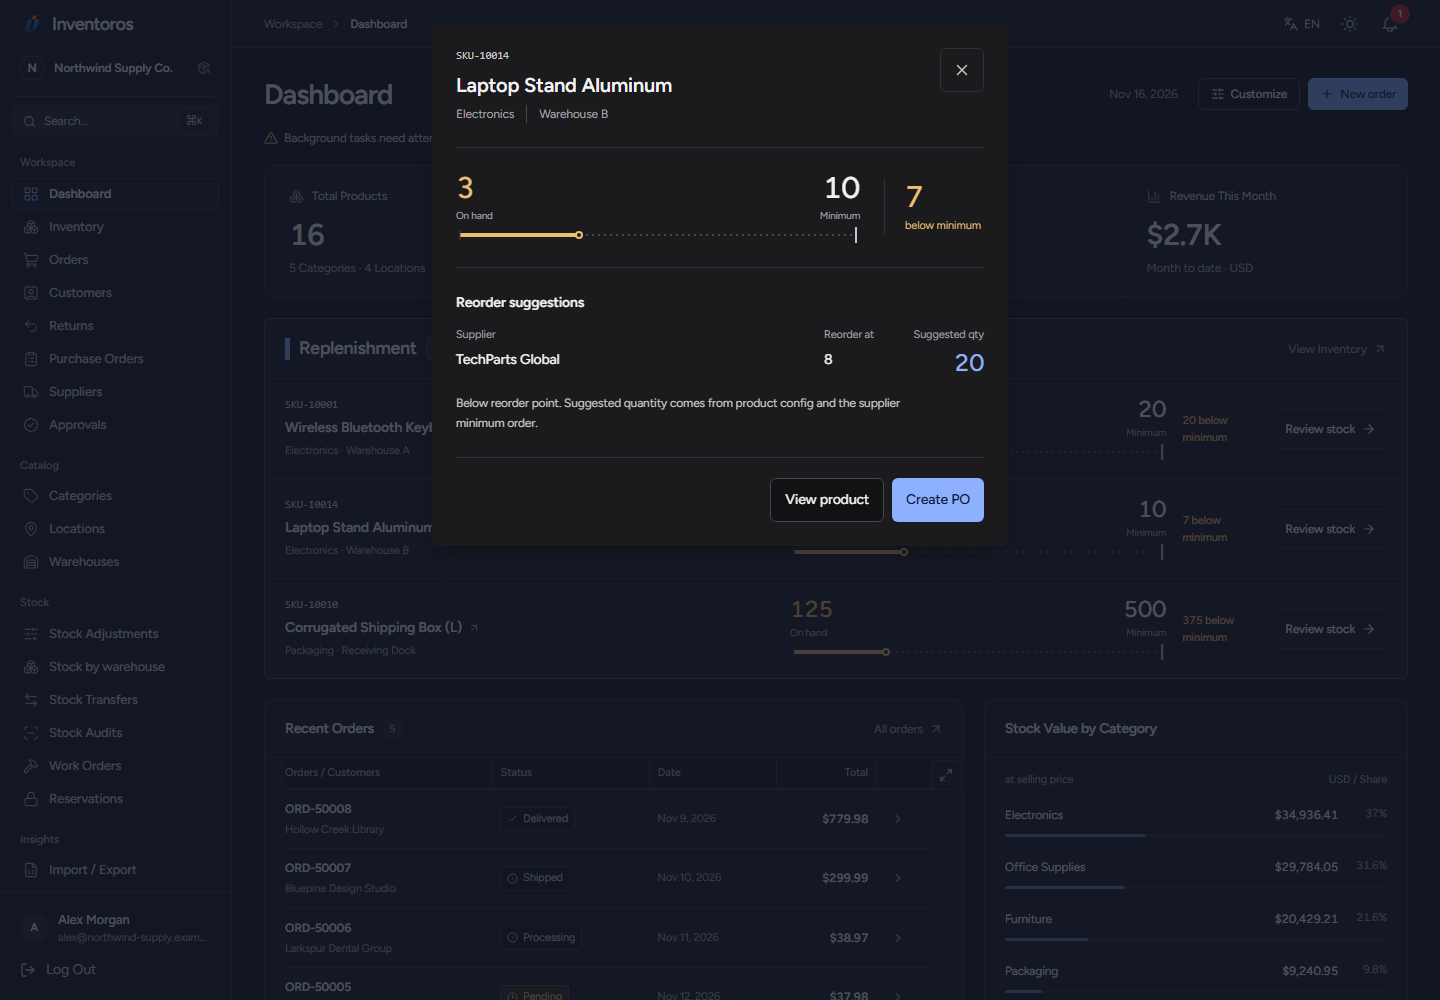 Inventoros
Northwind Supply Co.
Search...
⌘K
Workspace
Dashboard
Inventory
Orders
Customers
Returns
Purchase Orders
Suppliers
Approvals
Catalog
Categories
Locations
Warehouses
Stock
Stock Adjustments
Stock by warehouse
Stock Transfers
Stock Audits
Work Orders
Reservations
Insights
Import / Export
A
Alex Morgan
alex@northwind-supply.exam...
Log Out
Workspace > Dashboard
EN
1
Dashboard
Nov 16, 2026
Customize
+ New order
Background tasks need atten
Total Products
16
5 Categories · 4 Locations
Revenue This Month
$2.7K
Month to date · USD
SKU-10014
Laptop Stand Aluminum
Electronics | Warehouse B
3
On hand
10
Minimum
7
below minimum
Reorder suggestions
Supplier
Reorder at
Suggested qty
TechParts Global
8
20
Below reorder point. Suggested quantity comes from product config and the supplier
minimum order.
View product
Create PO
Replenishment
View Inventory
SKU-10001
Wireless Bluetooth Keyb
Electronics · Warehouse A
20
Minimum
20 below
minimum
Review stock
SKU-10014
Laptop Stand Aluminum
Electronics · Warehouse B
10
Minimum
7 below
minimum
Review stock
SKU-10010
Corrugated Shipping Box (L)
Packaging · Receiving Dock
125
On hand
500
Minimum
375 below
minimum
Review stock
Recent Orders
5
All orders
Orders / Customers
Status
Date
Total
ORD-50008
Hollow Creek Library
Delivered
Nov 9, 2026
$779.98
ORD-50007
Bluepine Design Studio
Shipped
Nov 10, 2026
$299.99
ORD-50006
Larkspur Dental Group
Processing
Nov 11, 2026
$38.97
ORD-50005
Pending
Nov 12, 2026
$37.98
Stock Value by Category
at selling price
USD / Share
Electronics
$34,936.41
37%
Office Supplies
$29,784.05
31.6%
Furniture
$20,429.21
21.6%
Packaging
$9,240.95
9.8%